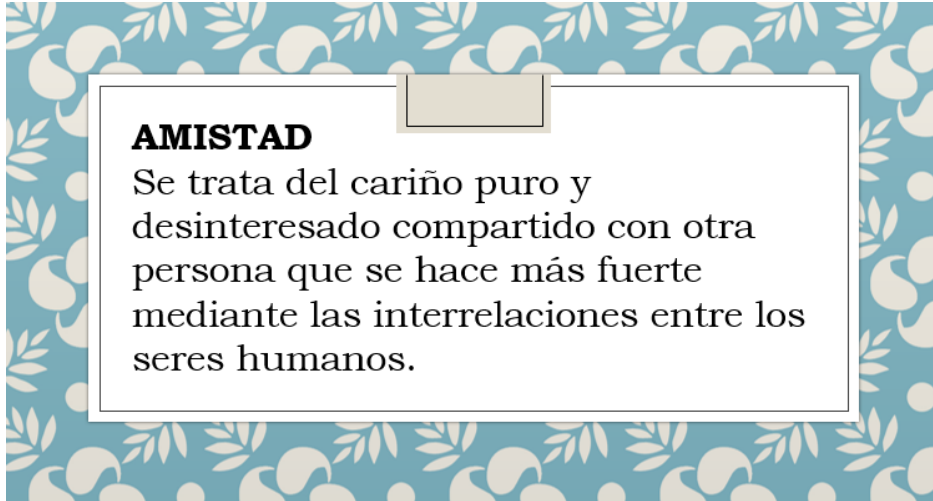 AMISTAD
Se trata del cariño puro y
desinteresado compartido con otra
persona que se hace más fuerte
mediante las interrelaciones entre los
seres humanos.